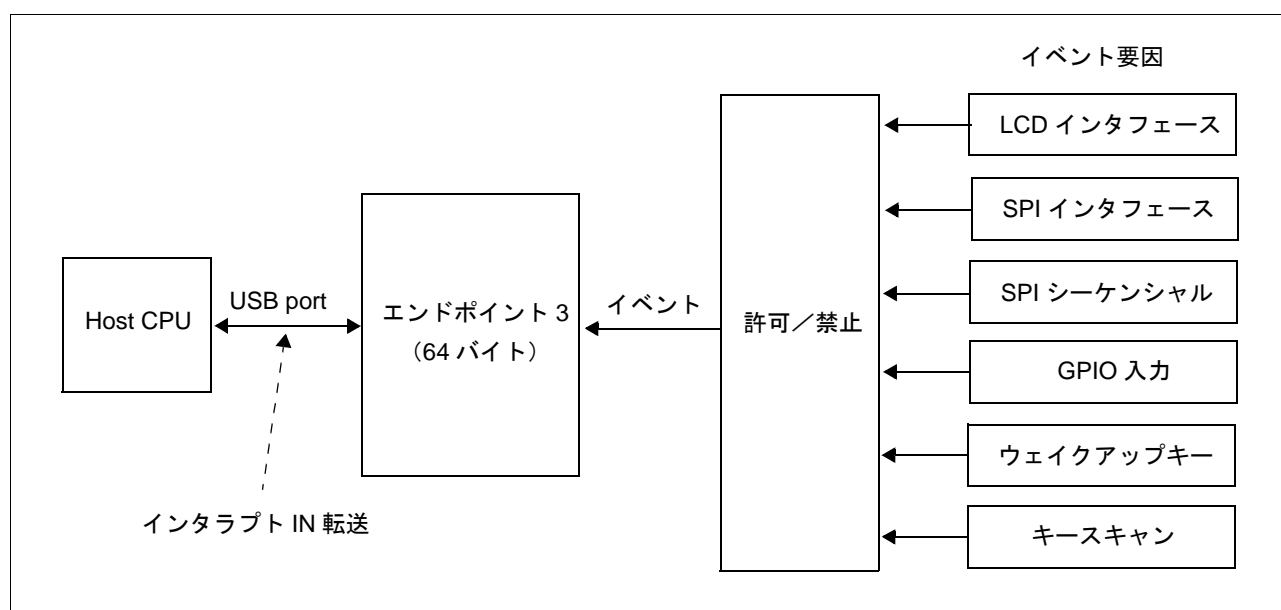 イベント要因
LCD インタフェース
SPI インタフェース
SPI シーケンシャル
GPIO 入力
ウェイクアップキー
キースキャン
許可／禁止
イベント
エンドポイント 3
（64 バイト）
USB port
Host CPU
インタラプト IN 転送